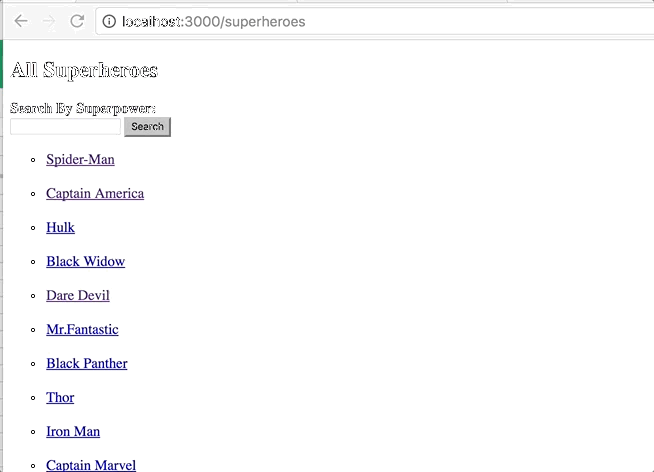 localhost:3000/superheroes
All Superheroes
Search By Superpower:
Search
Spider-Man
Captain America
Hulk
Black Widow
Dare Devil
Mr.Fantastic
Black Panther
Thor
Iron Man
Captain Marvel